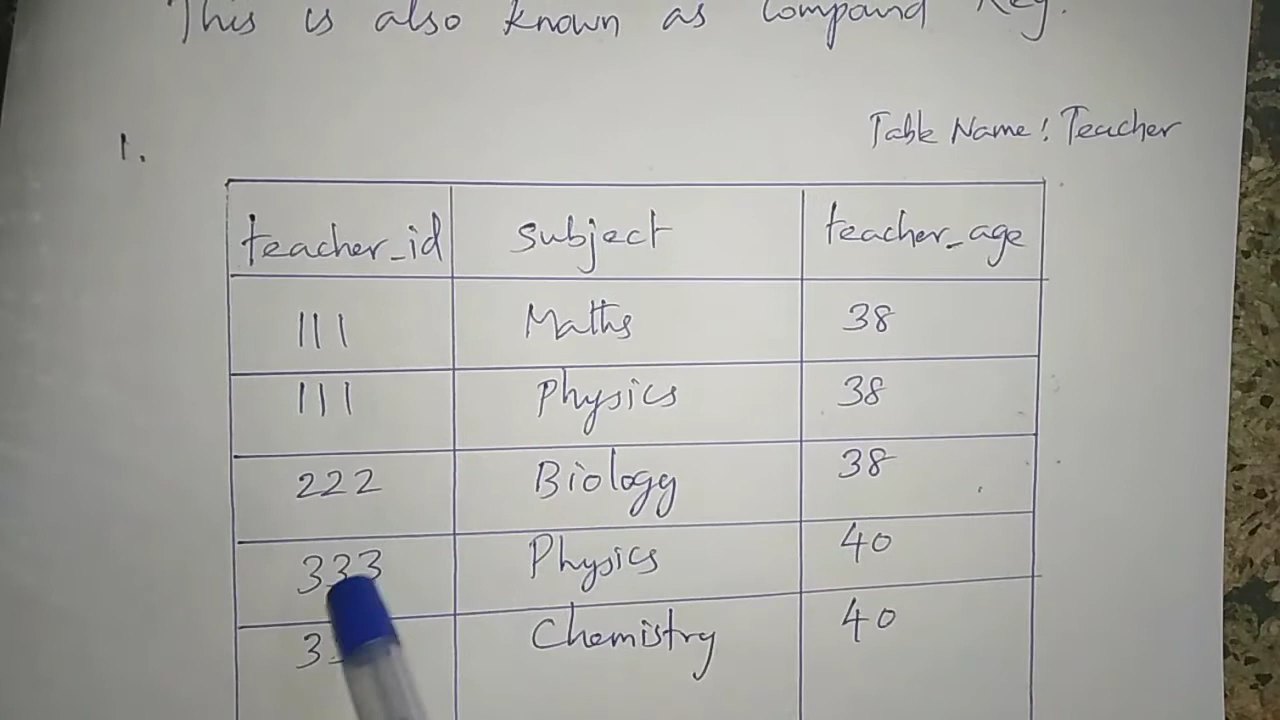 This is also known as Compound Key.
Table Name: Teacher
1.
teacher_id subject teacher_age
111 Maths 38
111 Physics 38
222 Biology 38
333 Physics 40
Chemistry 40